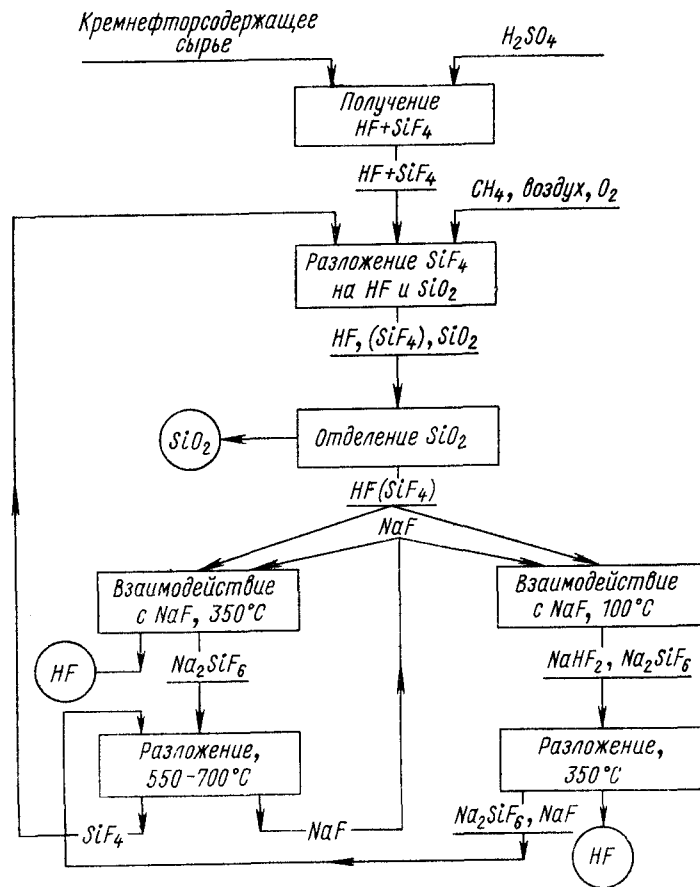 Кремнефторсодержащее
сырье
H₂SO₄
Получение
HF+SiF₄
HF+SiF₄
CH₄, воздух, O₂
Разложение SiF₄
на HF и SiO₂
HF, (SiF₄), SiO₂
SiO₂
Отделение SiO₂
HF(SiF₄)
NaF
Взаимодействие
с NaF, 350°C
Взаимодействие
с NaF, 100°C
HF
Na₂SiF₆
NaHF₂, Na₂SiF₆
Разложение,
550-700°C
Разложение,
350°C
SiF₄
NaF
Na₂SiF₆, NaF
HF